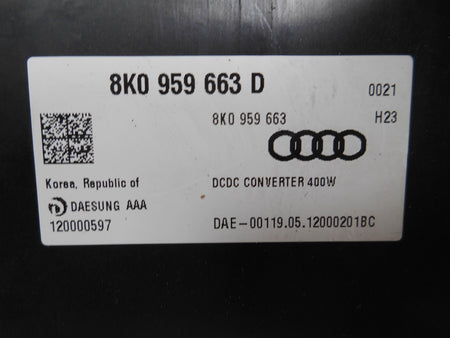 8K0 959 663 D
0021
8K0 959 663
H23
Korea, Republic of
DCDC CONVERTER 400W
DAESUNG AAA
120000597
DAE-00119.05.12000201BC